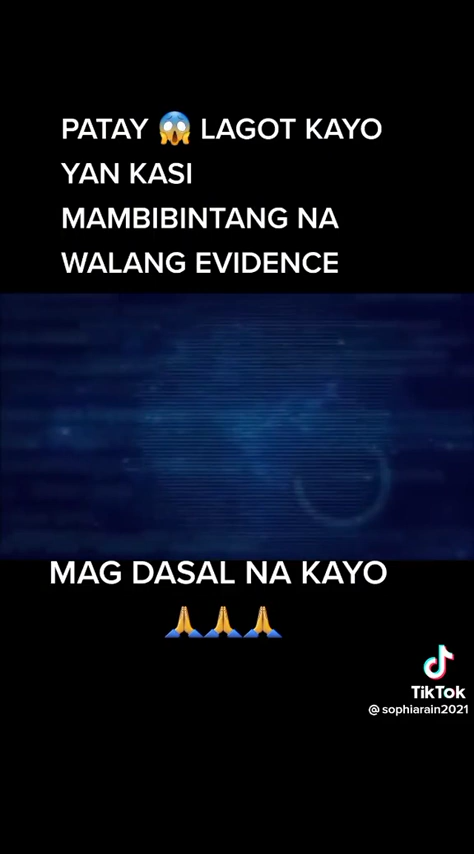 PATAY 😱 LAGOT KAYO
YAN KASI
MAMBIBINTANG NA
WALANG EVIDENCE
MAG DASAL NA KAYO
🙏🙏🙏
TikTok
@sophiarain2021